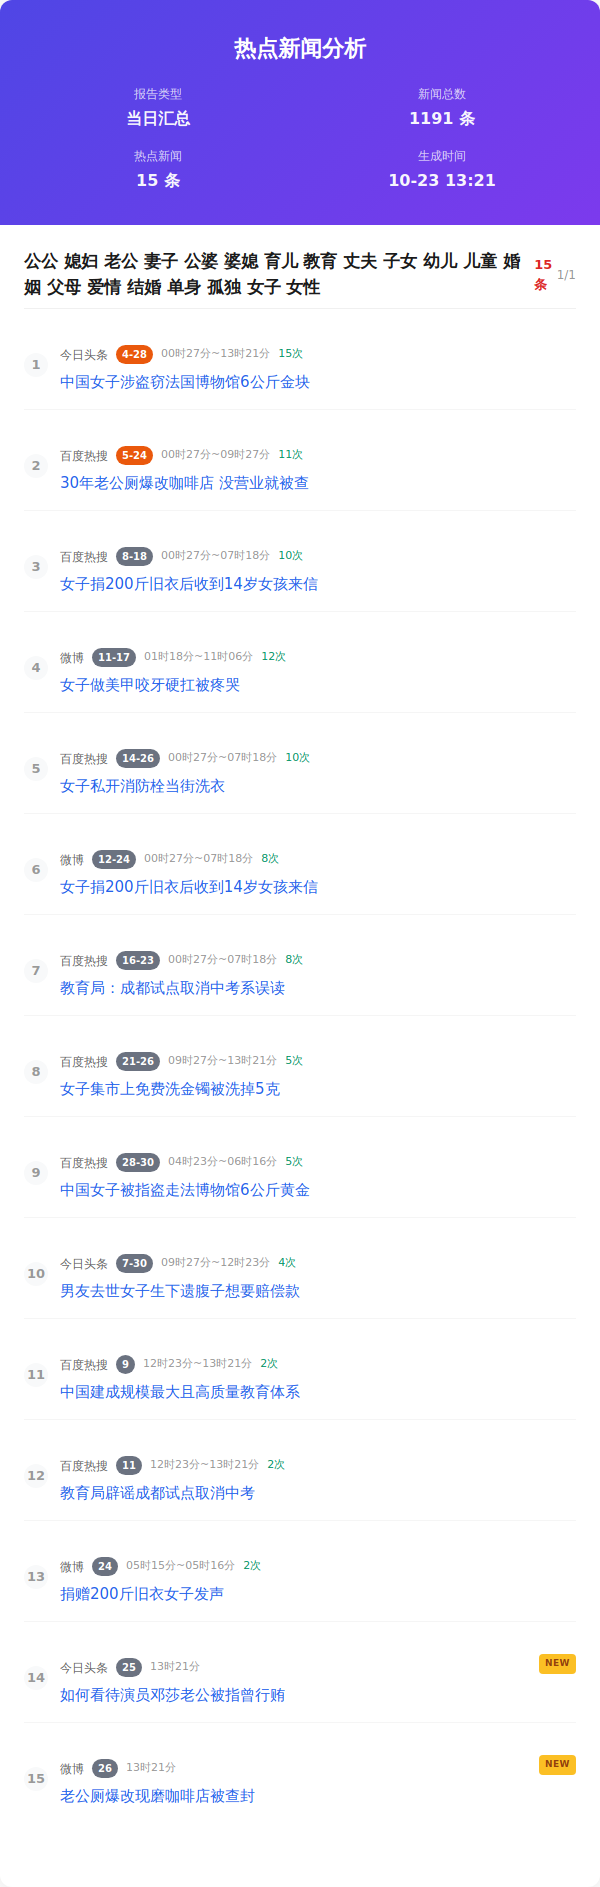 热点新闻分析
报告类型 新闻总数
当日汇总 1191 条
热点新闻 生成时间
15 条 10-23 13:21
公公 媳妇 老公 妻子 公婆 婆媳 育儿 教育 丈夫 子女 幼儿 儿童 婚
姻 父母 爱情 结婚 单身 孤独 女子 女性
15
条
1/1
1 今日头条 4-28 00时27分~13时21分 15次
中国女子涉盗窃法国博物馆6公斤金块
2 百度热搜 5-24 00时27分~09时27分 11次
30年老公厕爆改咖啡店 没营业就被查
3 百度热搜 8-18 00时27分~07时18分 10次
女子捐200斤旧衣后收到14岁女孩来信
4 微博 11-17 01时18分~11时06分 12次
女子做美甲咬牙硬扛被疼哭
5 百度热搜 14-26 00时27分~07时18分 10次
女子私开消防栓当街洗衣
6 微博 12-24 00时27分~07时18分 8次
女子捐200斤旧衣后收到14岁女孩来信
7 百度热搜 16-23 00时27分~07时18分 8次
教育局：成都试点取消中考系误读
8 百度热搜 21-26 09时27分~13时21分 5次
女子集市上免费洗金镯被洗掉5克
9 百度热搜 28-30 04时23分~06时16分 5次
中国女子被指盗走法博物馆6公斤黄金
10 今日头条 7-30 09时27分~12时23分 4次
男友去世女子生下遗腹子想要赔偿款
11 百度热搜 9 12时23分~13时21分 2次
中国建成规模最大且高质量教育体系
12 百度热搜 11 12时23分~13时21分 2次
教育局辟谣成都试点取消中考
13 微博 24 05时15分~05时16分 2次
捐赠200斤旧衣女子发声
14 今日头条 25 13时21分 NEW
如何看待演员邓莎老公被指曾行贿
15 微博 26 13时21分 NEW
老公厕爆改现磨咖啡店被查封